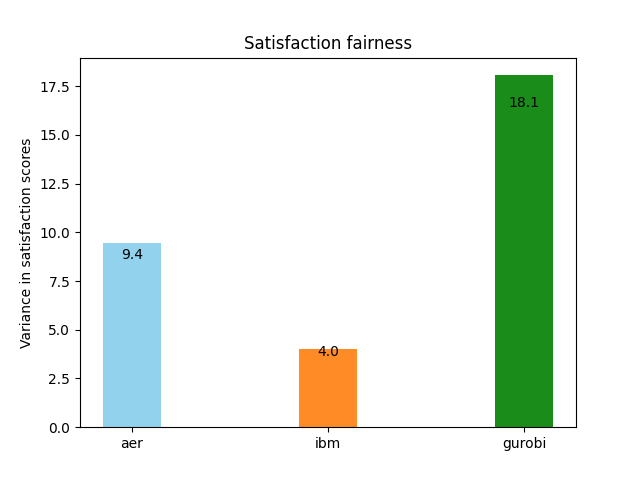 Satisfaction fairness
Variance in satisfaction scores
17.5
15.0
12.5
10.0
7.5
5.0
2.5
0.0
9.4
4.0
18.1
aer
ibm
gurobi